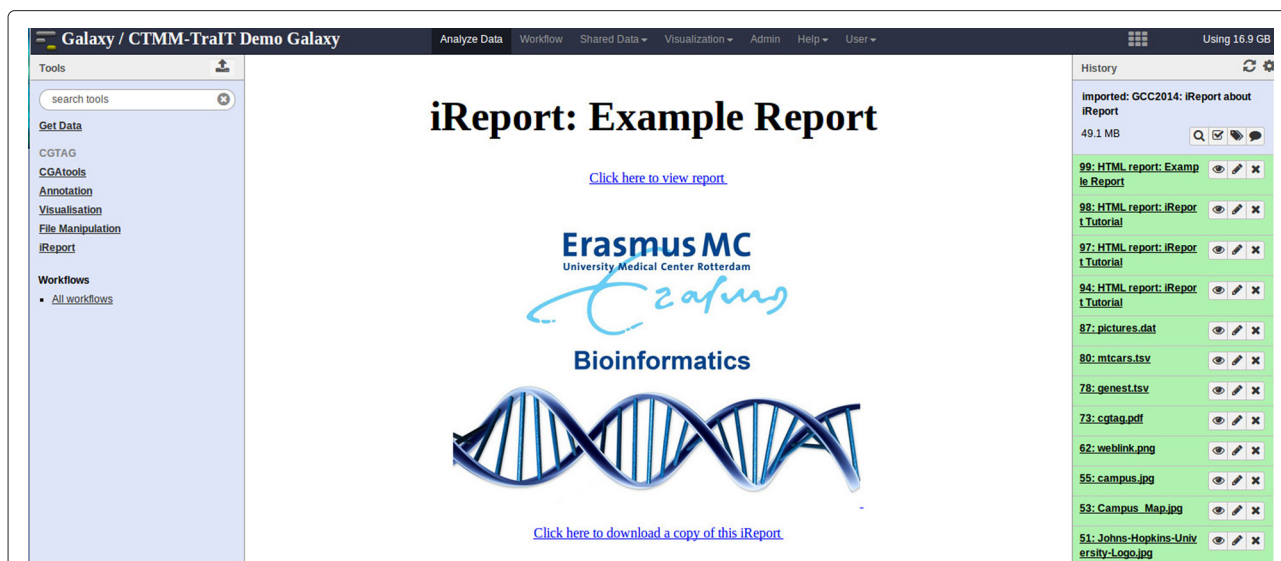 Galaxy / CTMM-TraIT Demo Galaxy
Analyze Data Workflow Shared Data Visualization Admin Help User
Using 16.9 GB
Tools
search tools
Get Data
CGTAG
CGAtools
Annotation
Visualisation
File Manipulation
iReport
Workflows
All workflows
iReport: Example Report
Click here to view report
Erasmus MC
University Medical Center Rotterdam
Erasmus
Bioinformatics
Click here to download a copy of this iReport
History
imported: GCC2014: iReport about
iReport
49.1 MB
99: HTML report: Examp
le Report
98: HTML report: iRepor
t Tutorial
97: HTML report: iRepor
t Tutorial
94: HTML report: iRepor
t Tutorial
87: pictures.dat
80: mtcars.tsv
78: genest.tsv
73: cgtag.pdf
62: weblink.png
55: campus.jpg
53: Campus_Map.jpg
51: Johns-Hopkins-Univ
ersity-Logo.jpg